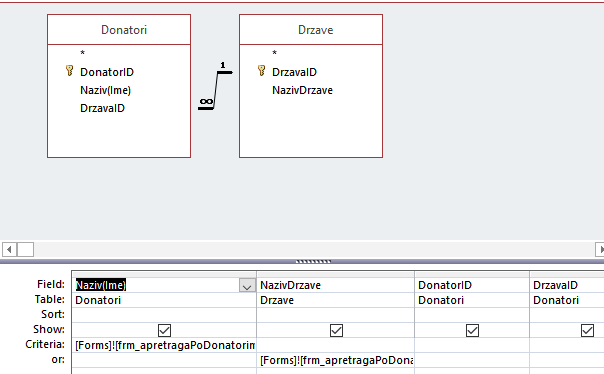 Donatori
*
DonatorID
Naziv(Ime)
DrzavaID
Drzave
*
DrzavaID
NazivDrzave
1
∞
Field: Naziv(Ime) NazivDrzave DonatorID DrzavaID
Table: Donatori Drzave Donatori Donatori
Sort:
Show:
Criteria: [Forms]![frm_apretragaPoDonatorim
or: [Forms]![frm_apretragaPoDona